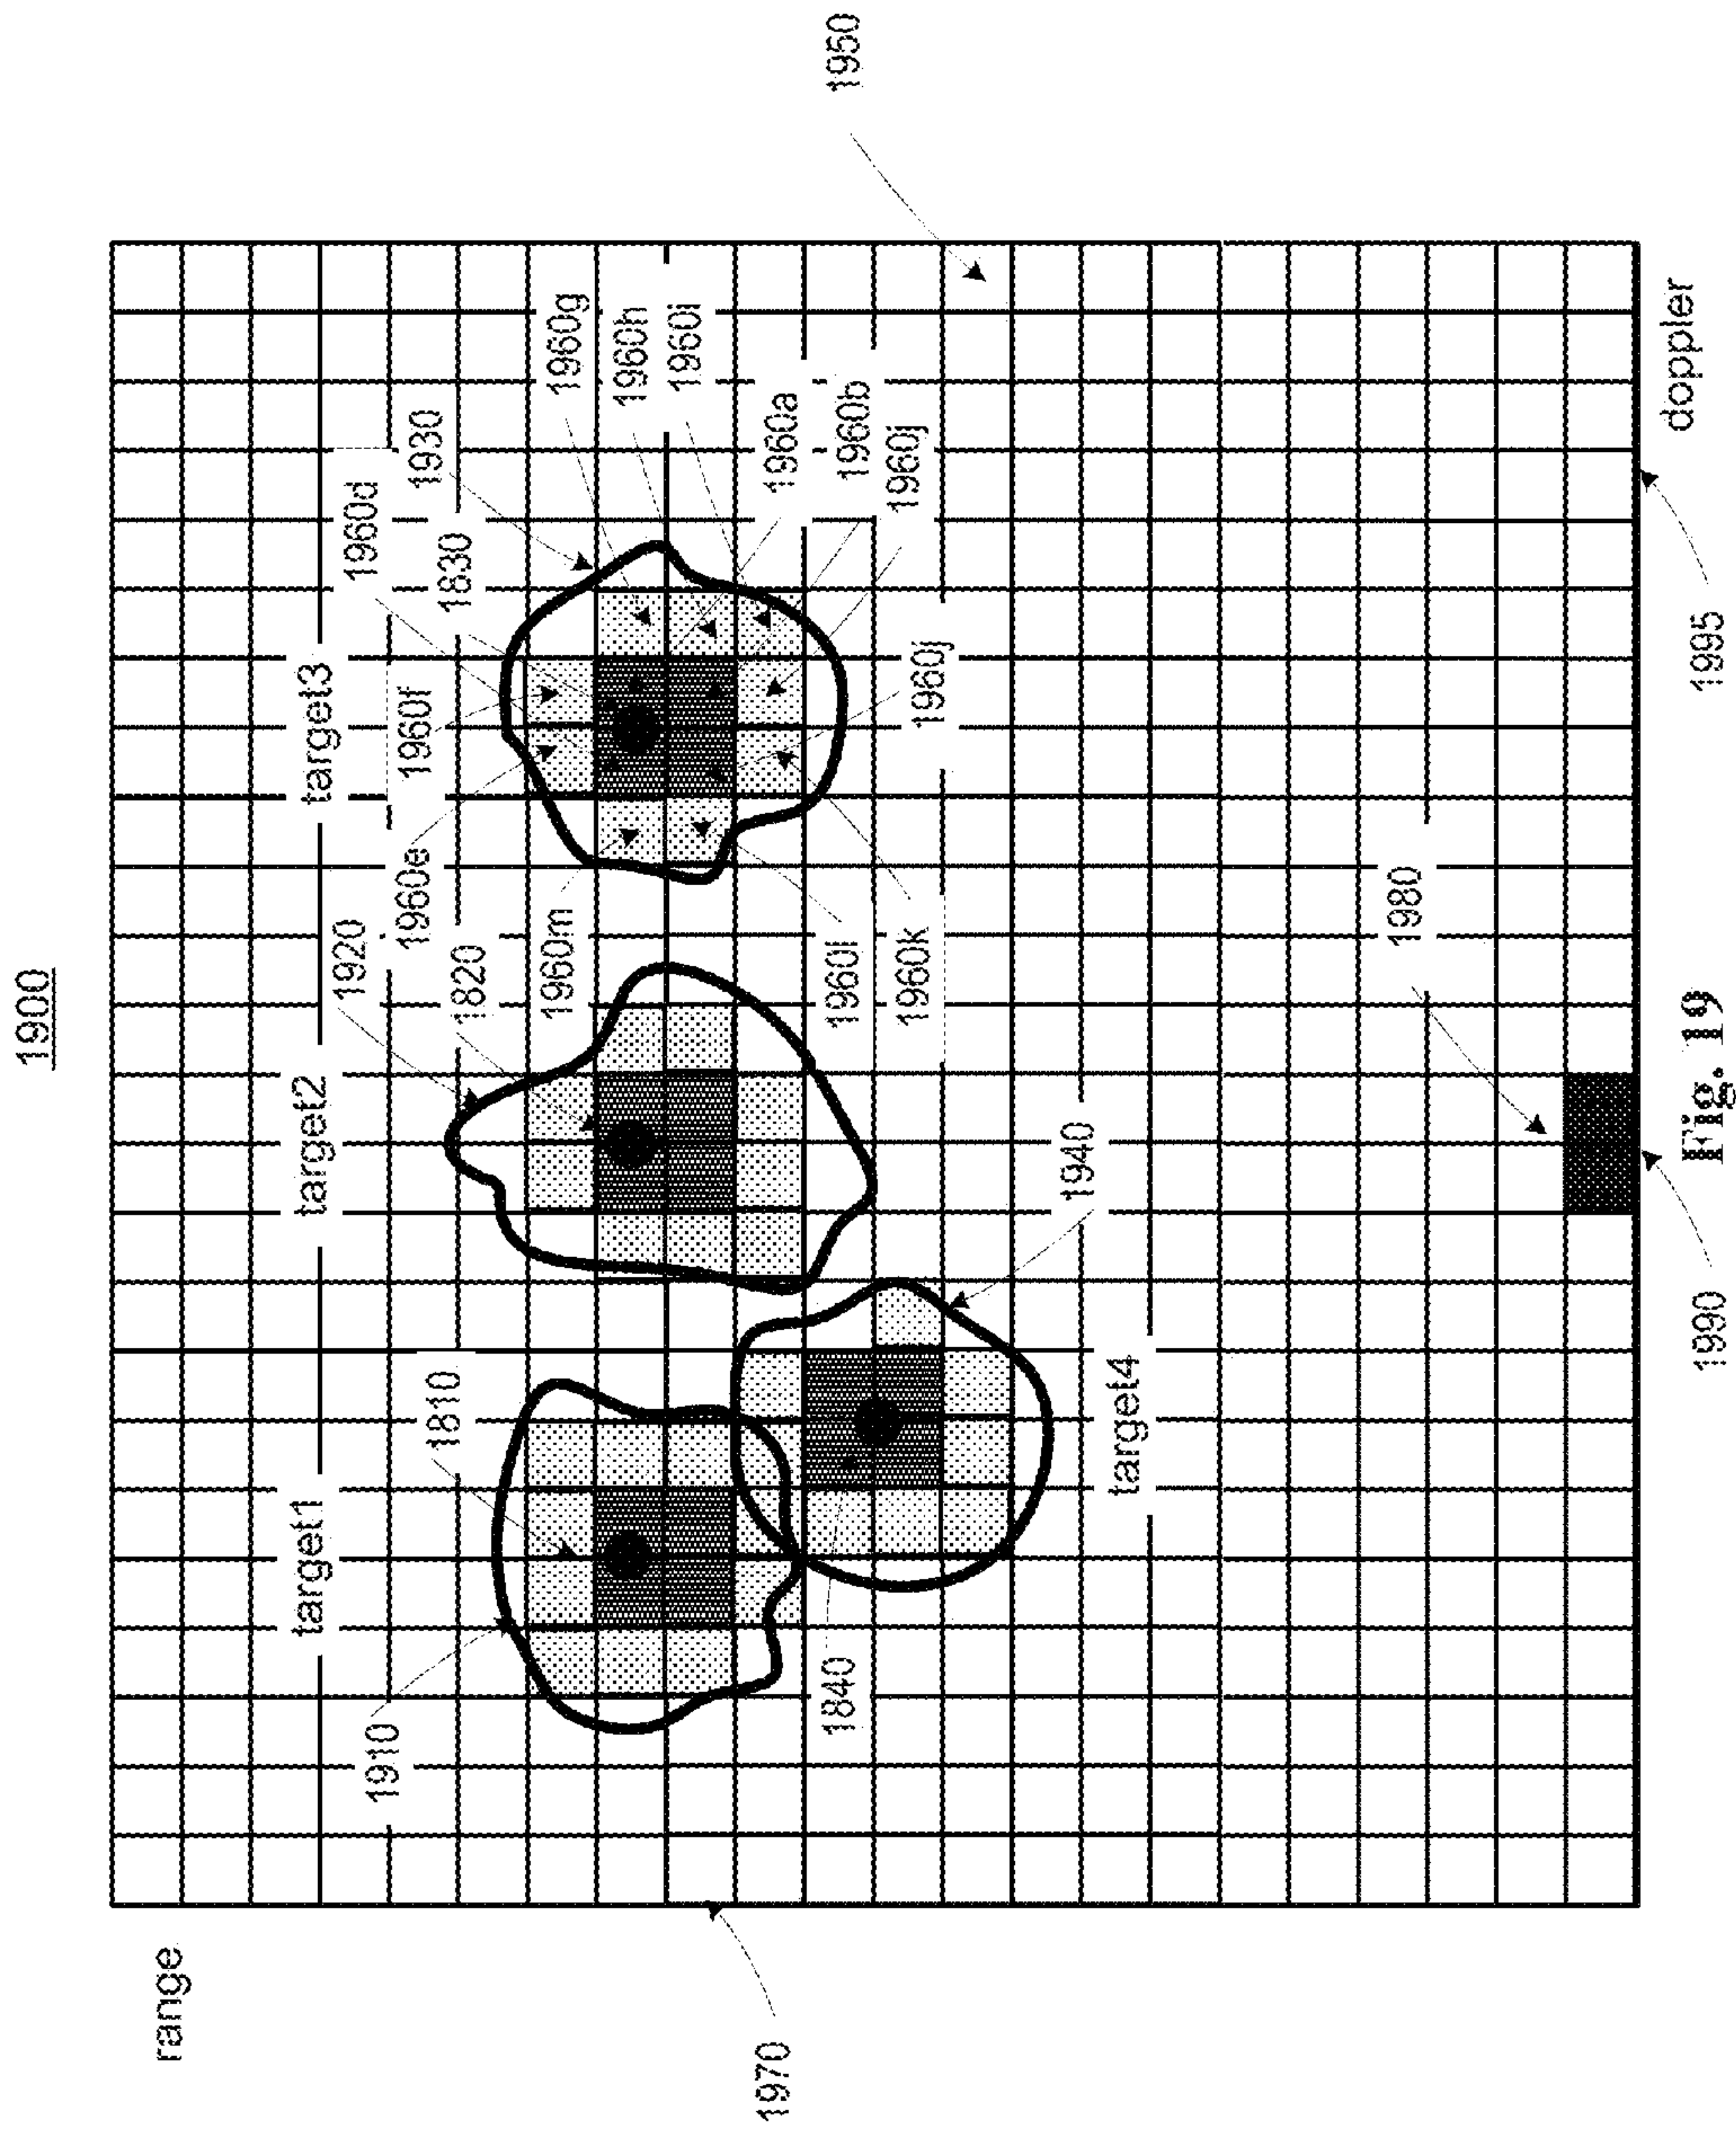 1900
range
target1
target2
target3
1920
1960d
1910
1960e
1960f
1930
1810
1820
1830
1960m
1960g
1960h
1960i
1970
1960a
1840
1960l
1960b
1950
1960k
1960j
1960j
1940
target4
1980
doppler
1990
1995
Fig. 19